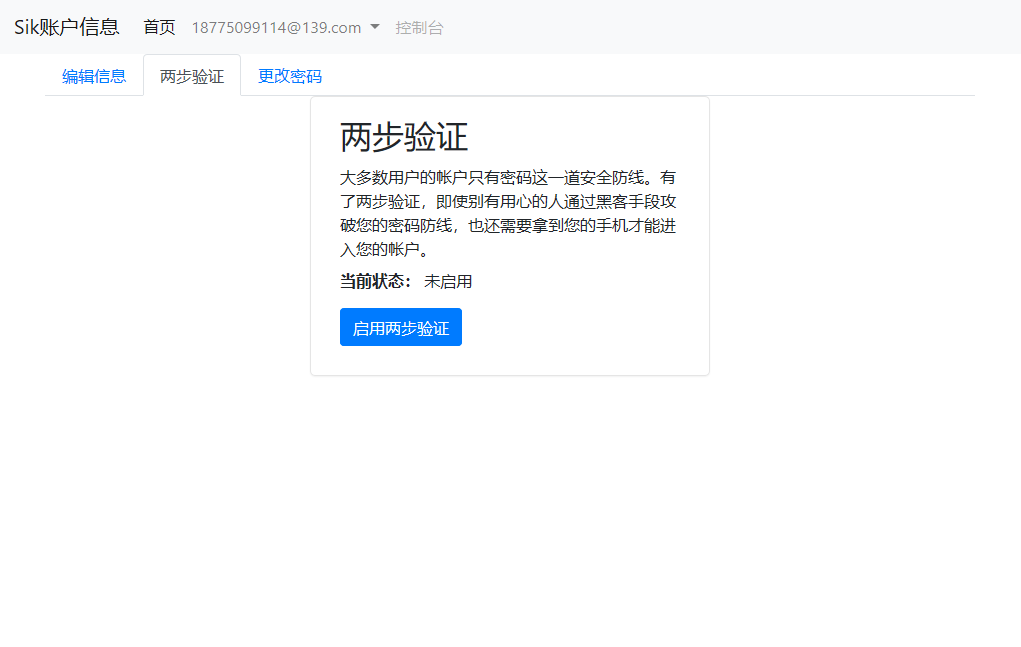 Sik账户信息 首页 18775099114@139.com 控制台
编辑信息 两步验证 更改密码
两步验证
大多数用户的帐户只有密码这一道安全防线。有
了两步验证，即使别有用心的人通过黑客手段攻
破您的密码防线，也还需要拿到您的手机才能进
入您的帐户。
当前状态： 未启用
启用两步验证